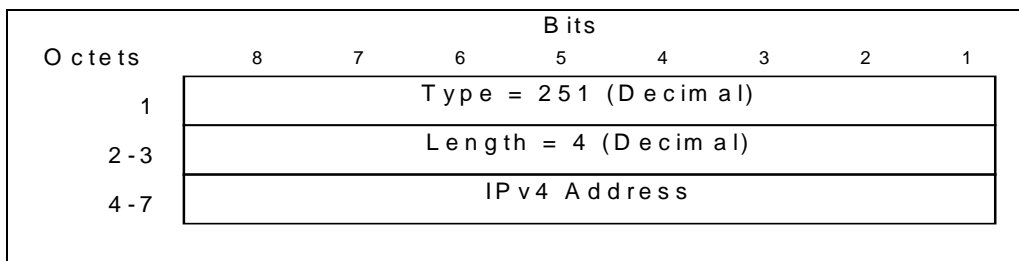 Bits
Octets 8 7 6 5 4 3 2 1
1 Type = 251 (Decimal)
2-3 Length = 4 (Decimal)
4-7 IPv4 Address